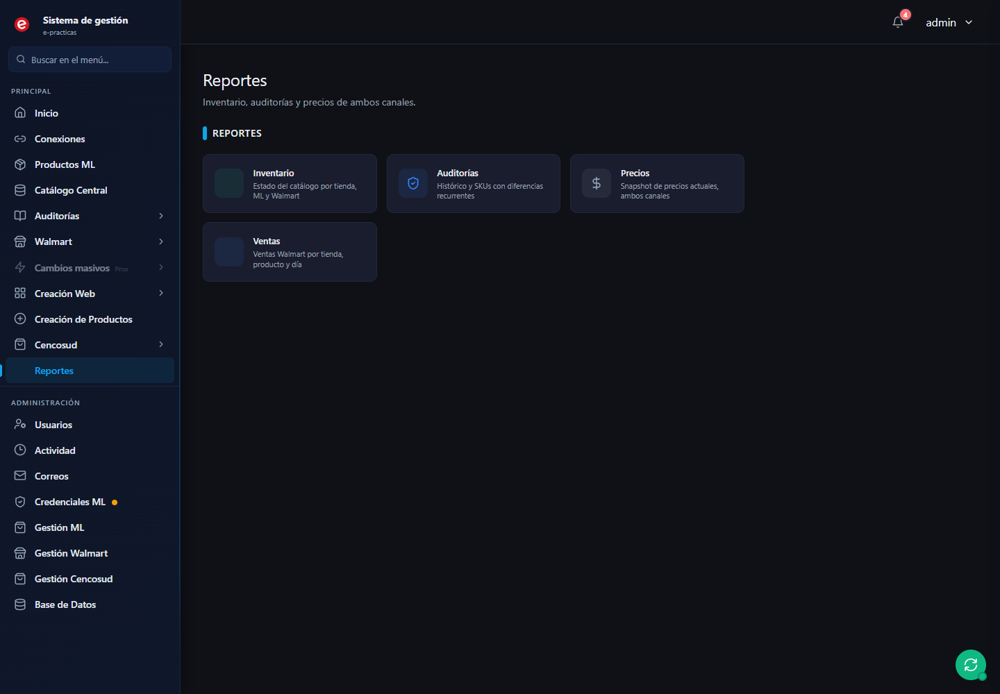 Sistema de gestión
e-practicas
Buscar en el menú...
PRINCIPAL
Inicio
Conexiones
Productos ML
Catálogo Central
Auditorías
Walmart
Cambios masivos Prox
Creación Web
Creación de Productos
Cencosud
Reportes
ADMINISTRACIÓN
Usuarios
Actividad
Correos
Credenciales ML
Gestión ML
Gestión Walmart
Gestión Cencosud
Base de Datos
4
admin
Reportes
Inventario, auditorías y precios de ambos canales.
REPORTES
Inventario
Estado del catálogo por tienda,
ML y Walmart
Auditorías
Histórico y SKUs con diferencias
recurrentes
Precios
Snapshot de precios actuales,
ambos canales
Ventas
Ventas Walmart por tienda,
producto y día